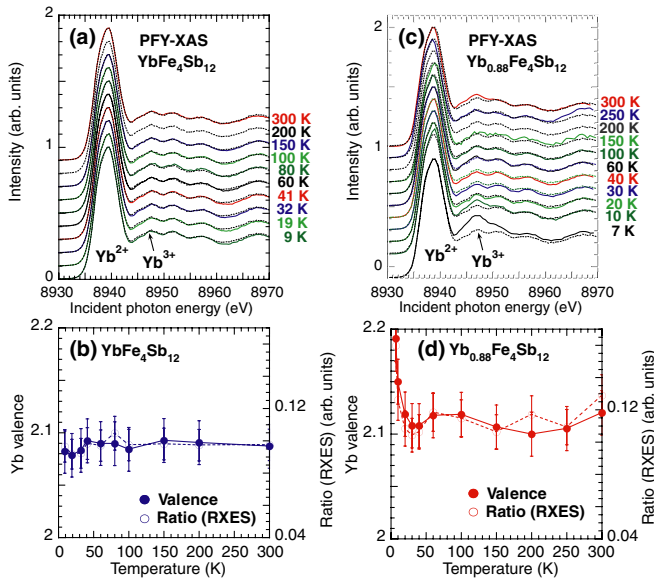 (a) PFY-XAS
YbFe4Sb12
Intensity (arb. units)
2
1
0
300 K
200 K
150 K
100 K
80 K
60 K
41 K
32 K
19 K
9 K
Yb2+
Yb3+
8930 8940 8950 8960 8970
Incident photon energy (eV)
(c) PFY-XAS
Yb0.88Fe4Sb12
Intensity (arb. units)
2
1
0
300 K
250 K
200 K
150 K
100 K
60 K
40 K
30 K
20 K
10 K
7 K
Yb2+
Yb3+
8930 8940 8950 8960 8970
Incident photon energy (eV)
(b) YbFe4Sb12
Yb valence
2.2
2.1
2
Ratio (RXES) (arb. units)
0.12
0.04
Valence
Ratio (RXES)
0 50 100 150 200 250 300
Temperature (K)
(d) Yb0.88Fe4Sb12
Yb valence
2.2
2.1
2
Ratio (RXES) (arb. units)
0.12
0.04
Valence
Ratio (RXES)
0 50 100 150 200 250 300
Temperature (K)